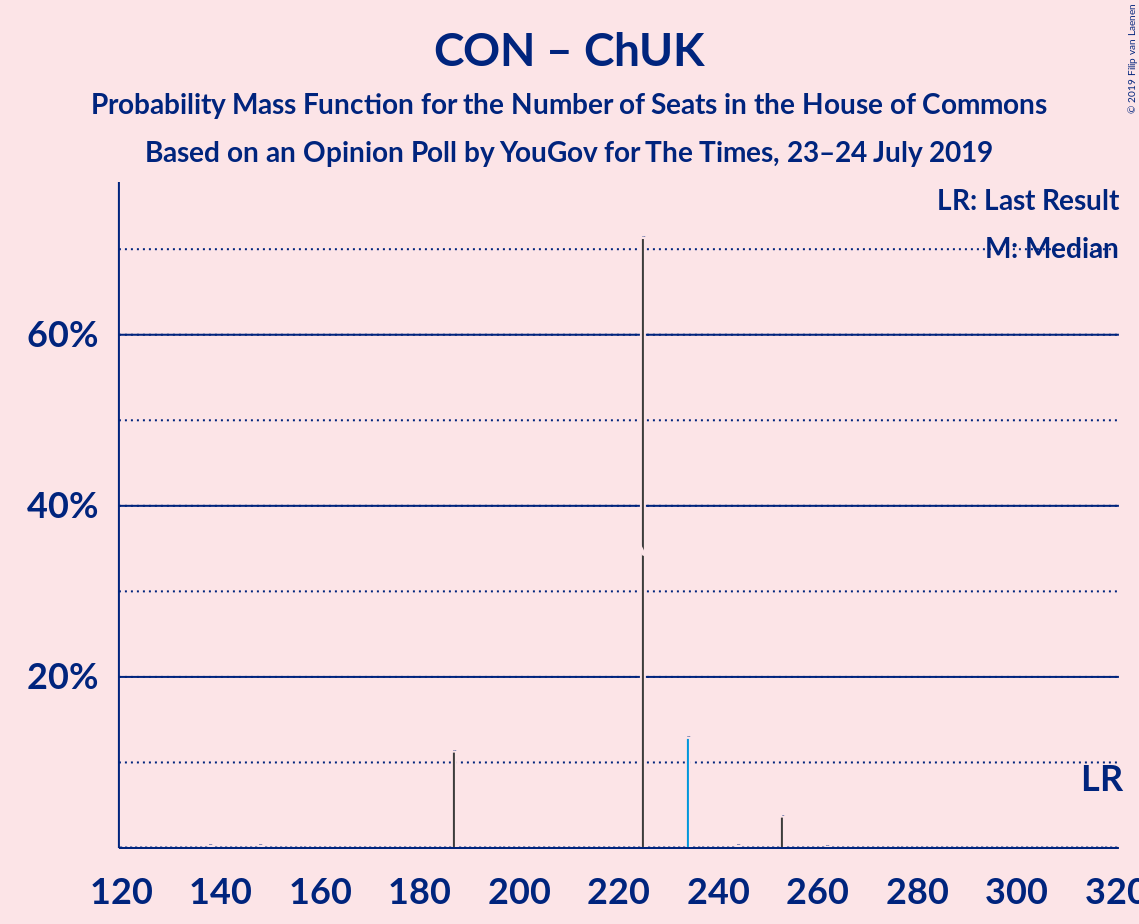 CON – ChUK
Probability Mass Function for the Number of Seats in the House of Commons
Based on an Opinion Poll by YouGov for The Times, 23–24 July 2019
© 2019 Filip van Laenen
LR: Last Result
M: Median
60%
40%
20%
LR
120 140 160 180 200 220 240 260 280 300 320